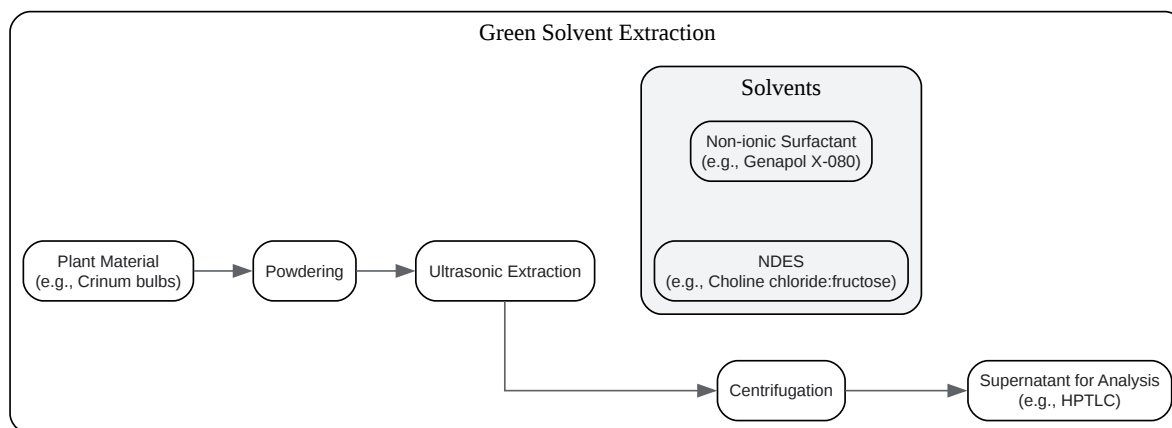 Green Solvent Extraction
Solvents
Non-ionic Surfactant
(e.g., Genapol X-080)
Plant Material
(e.g., Crinum bulbs)
Powdering
Ultrasonic Extraction
NDES
(e.g., Choline chloride:fructose)
Centrifugation
Supernatant for Analysis
(e.g., HPTLC)